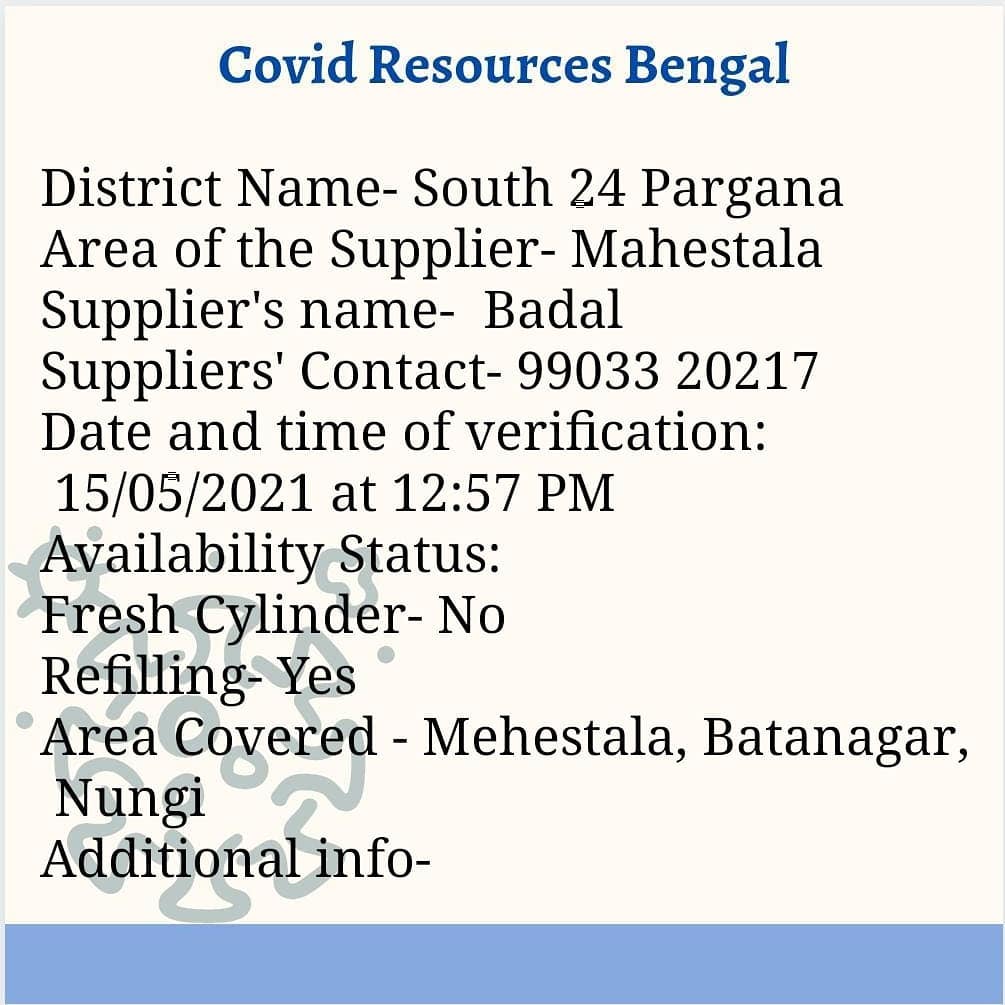 Covid Resources Bengal
District Name- South 24 Pargana
Area of the Supplier- Mahestala
Supplier's name-  Badal
Suppliers' Contact- 99033 20217
Date and time of verification:
15/05/2021 at 12:57 PM
Availability Status:
Fresh Cylinder- No
Refilling- Yes
Area Covered - Mehestala, Batanagar,
Nungi
Additional info-